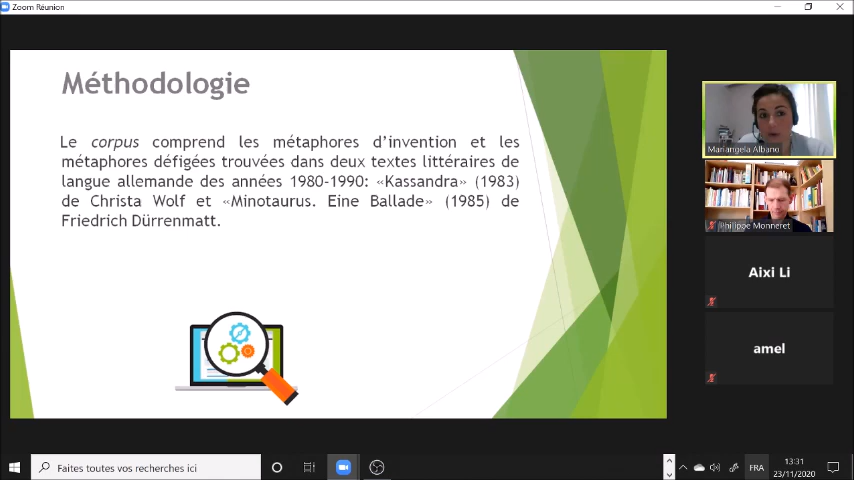 Zoom Réunion
Méthodologie
Le corpus comprend les métaphores d’invention et les
métaphores défigées trouvées dans deux textes littéraires de
langue allemande des années 1980-1990: «Kassandra» (1983)
de Christa Wolf et «Minotaurus. Eine Ballade» (1985) de
Friedrich Dürrenmatt.
Mariangela Albano
Philippe Monneret
Aixi Li
amel
Faites toutes vos recherches ici
FRA
13:31
23/11/2020